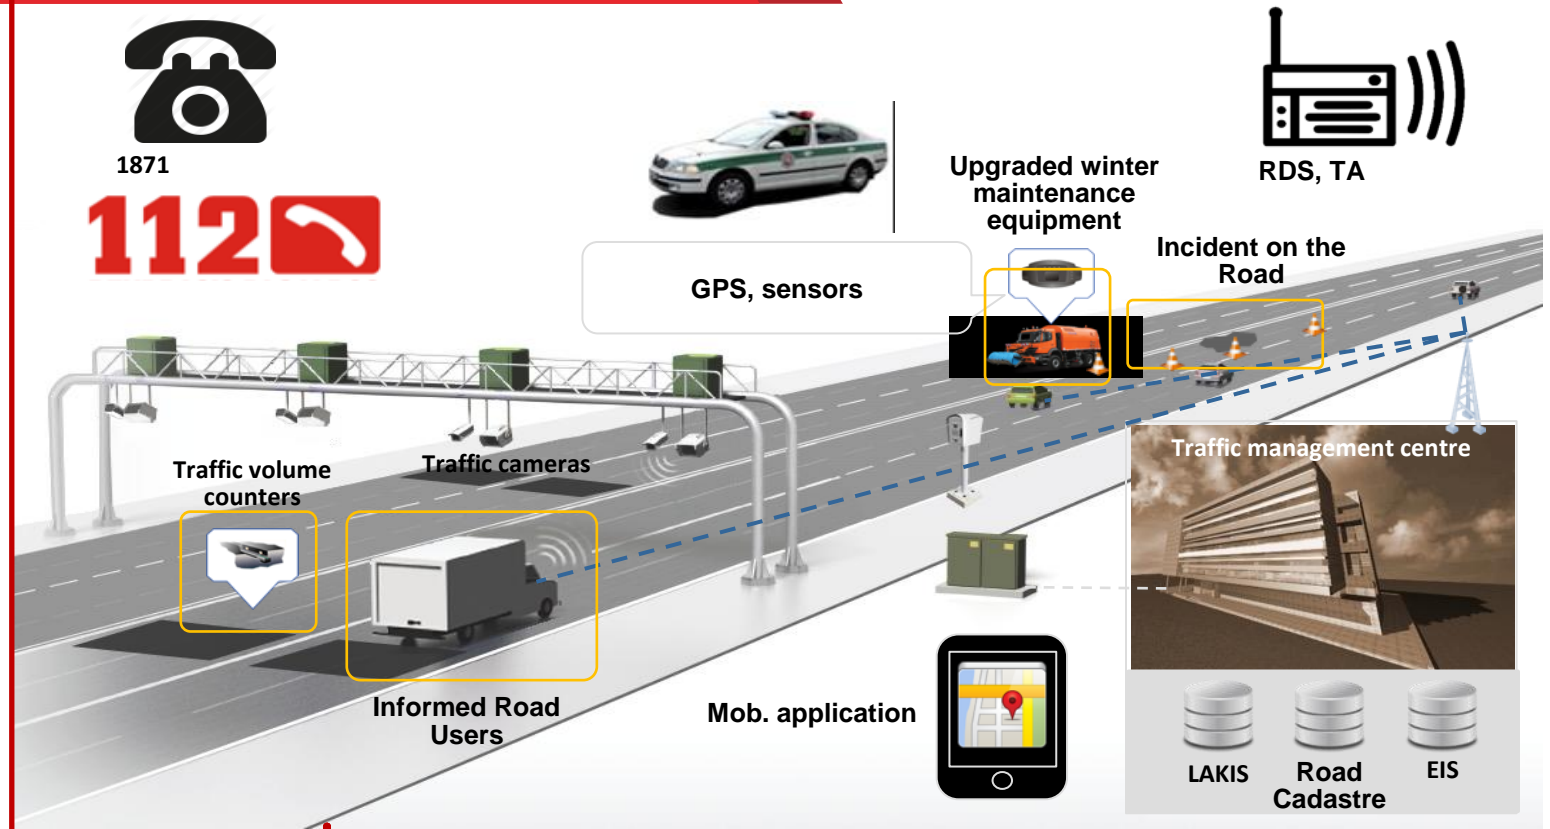 1871
112
RDS, TA
Upgraded winter
maintenance
equipment
Incident on the
Road
GPS, sensors
Traffic volume
counters
Traffic cameras
Traffic management centre
Informed Road
Users
Mob. application
LAKIS
Road
Cadastre
EIS